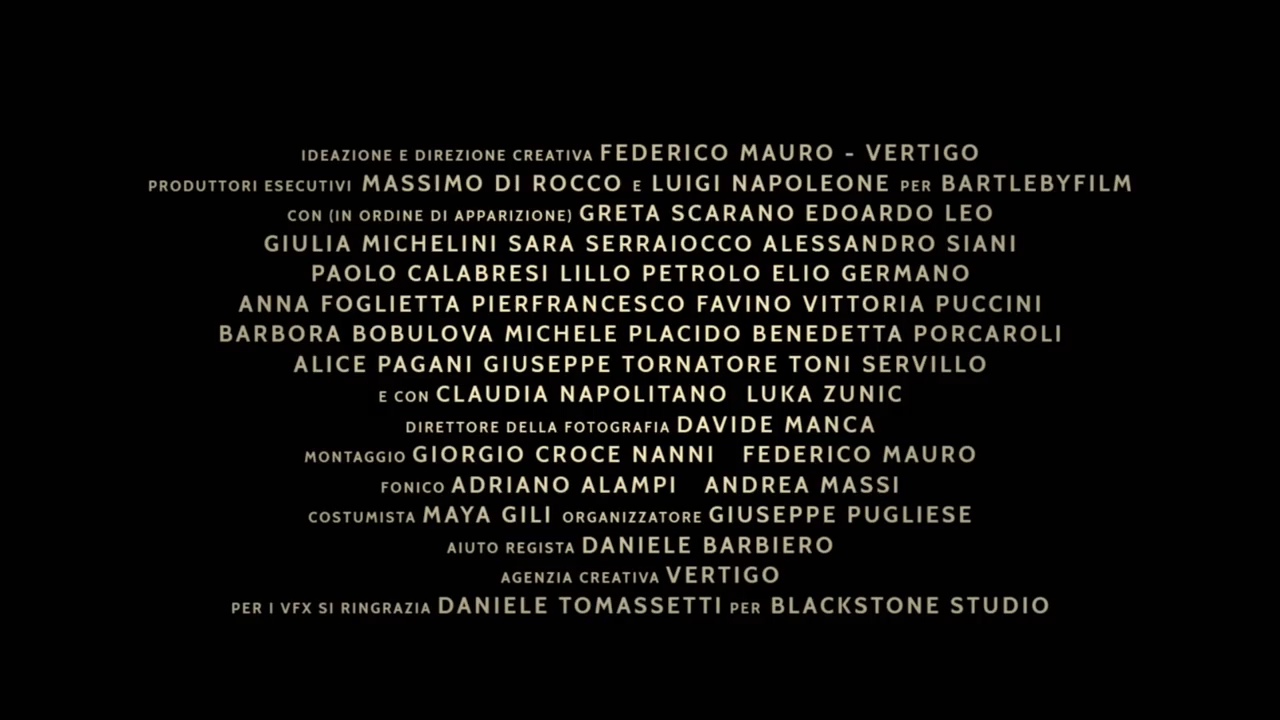 IDEAZIONE E DIREZIONE CREATIVA FEDERICO MAURO - VERTIGO
PRODUTTORI ESECUTIVI MASSIMO DI ROCCO E LUIGI NAPOLEONE PER BARTLEBYFILM
CON (IN ORDINE DI APPARIZIONE) GRETA SCARANO EDOARDO LEO
GIULIA MICHELINI SARA SERRAIOCCO ALESSANDRO SIANI
PAOLO CALABRESI LILLO PETROLO ELIO GERMANO
ANNA FOGLIETTA PIERFRANCESCO FAVINO VITTORIA PUCCINI
BARBORA BOBULOVA MICHELE PLACIDO BENEDETTA PORCAROLI
ALICE PAGANI GIUSEPPE TORNATORE TONI SERVILLO
E CON CLAUDIA NAPOLITANO LUKA ZUNIC
DIRETTORE DELLA FOTOGRAFIA DAVIDE MANCA
MONTAGGIO GIORGIO CROCE NANNI FEDERICO MAURO
FONICO ADRIANO ALAMPI ANDREA MASSI
COSTUMISTA MAYA GILI ORGANIZZATORE GIUSEPPE PUGLIESE
AIUTO REGISTA DANIELE BARBIERO
AGENZIA CREATIVA VERTIGO
PER I VFX SI RINGRAZIA DANIELE TOMASSETTI PER BLACKSTONE STUDIO